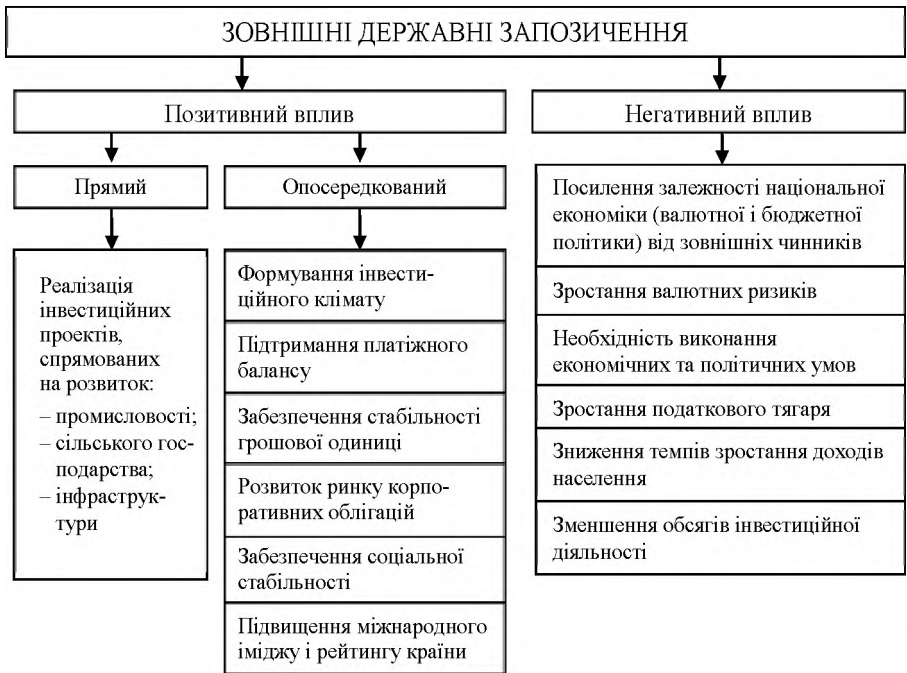 ЗОВНІШНІ ДЕРЖАВНІ ЗАПОЗИЧЕННЯ
Позитивний вплив
Негативний вплив
Прямий
Опосередкований
Реалізація
інвестиційних
проектів,
спрямованих
на розвиток:
– промисловості;
– сільського гос-
подарства;
– інфраструк-
тури
Формування інвести-
ційного клімату
Підтримання платіжного
балансу
Забезпечення стабільності
грошової одиниці
Розвиток ринку корпо-
ративних облігацій
Забезпечення соціальної
стабільності
Підвищення міжнародного
іміджу і рейтингу країни
Посилення залежності національної
економіки (валютної і бюджетної
політики) від зовнішніх чинників
Зростання валютних ризиків
Необхідність виконання
економічних та політичних умов
Зростання податкового тягаря
Зниження темпів зростання доходів
населення
Зменшення обсягів інвестиційної
діяльності